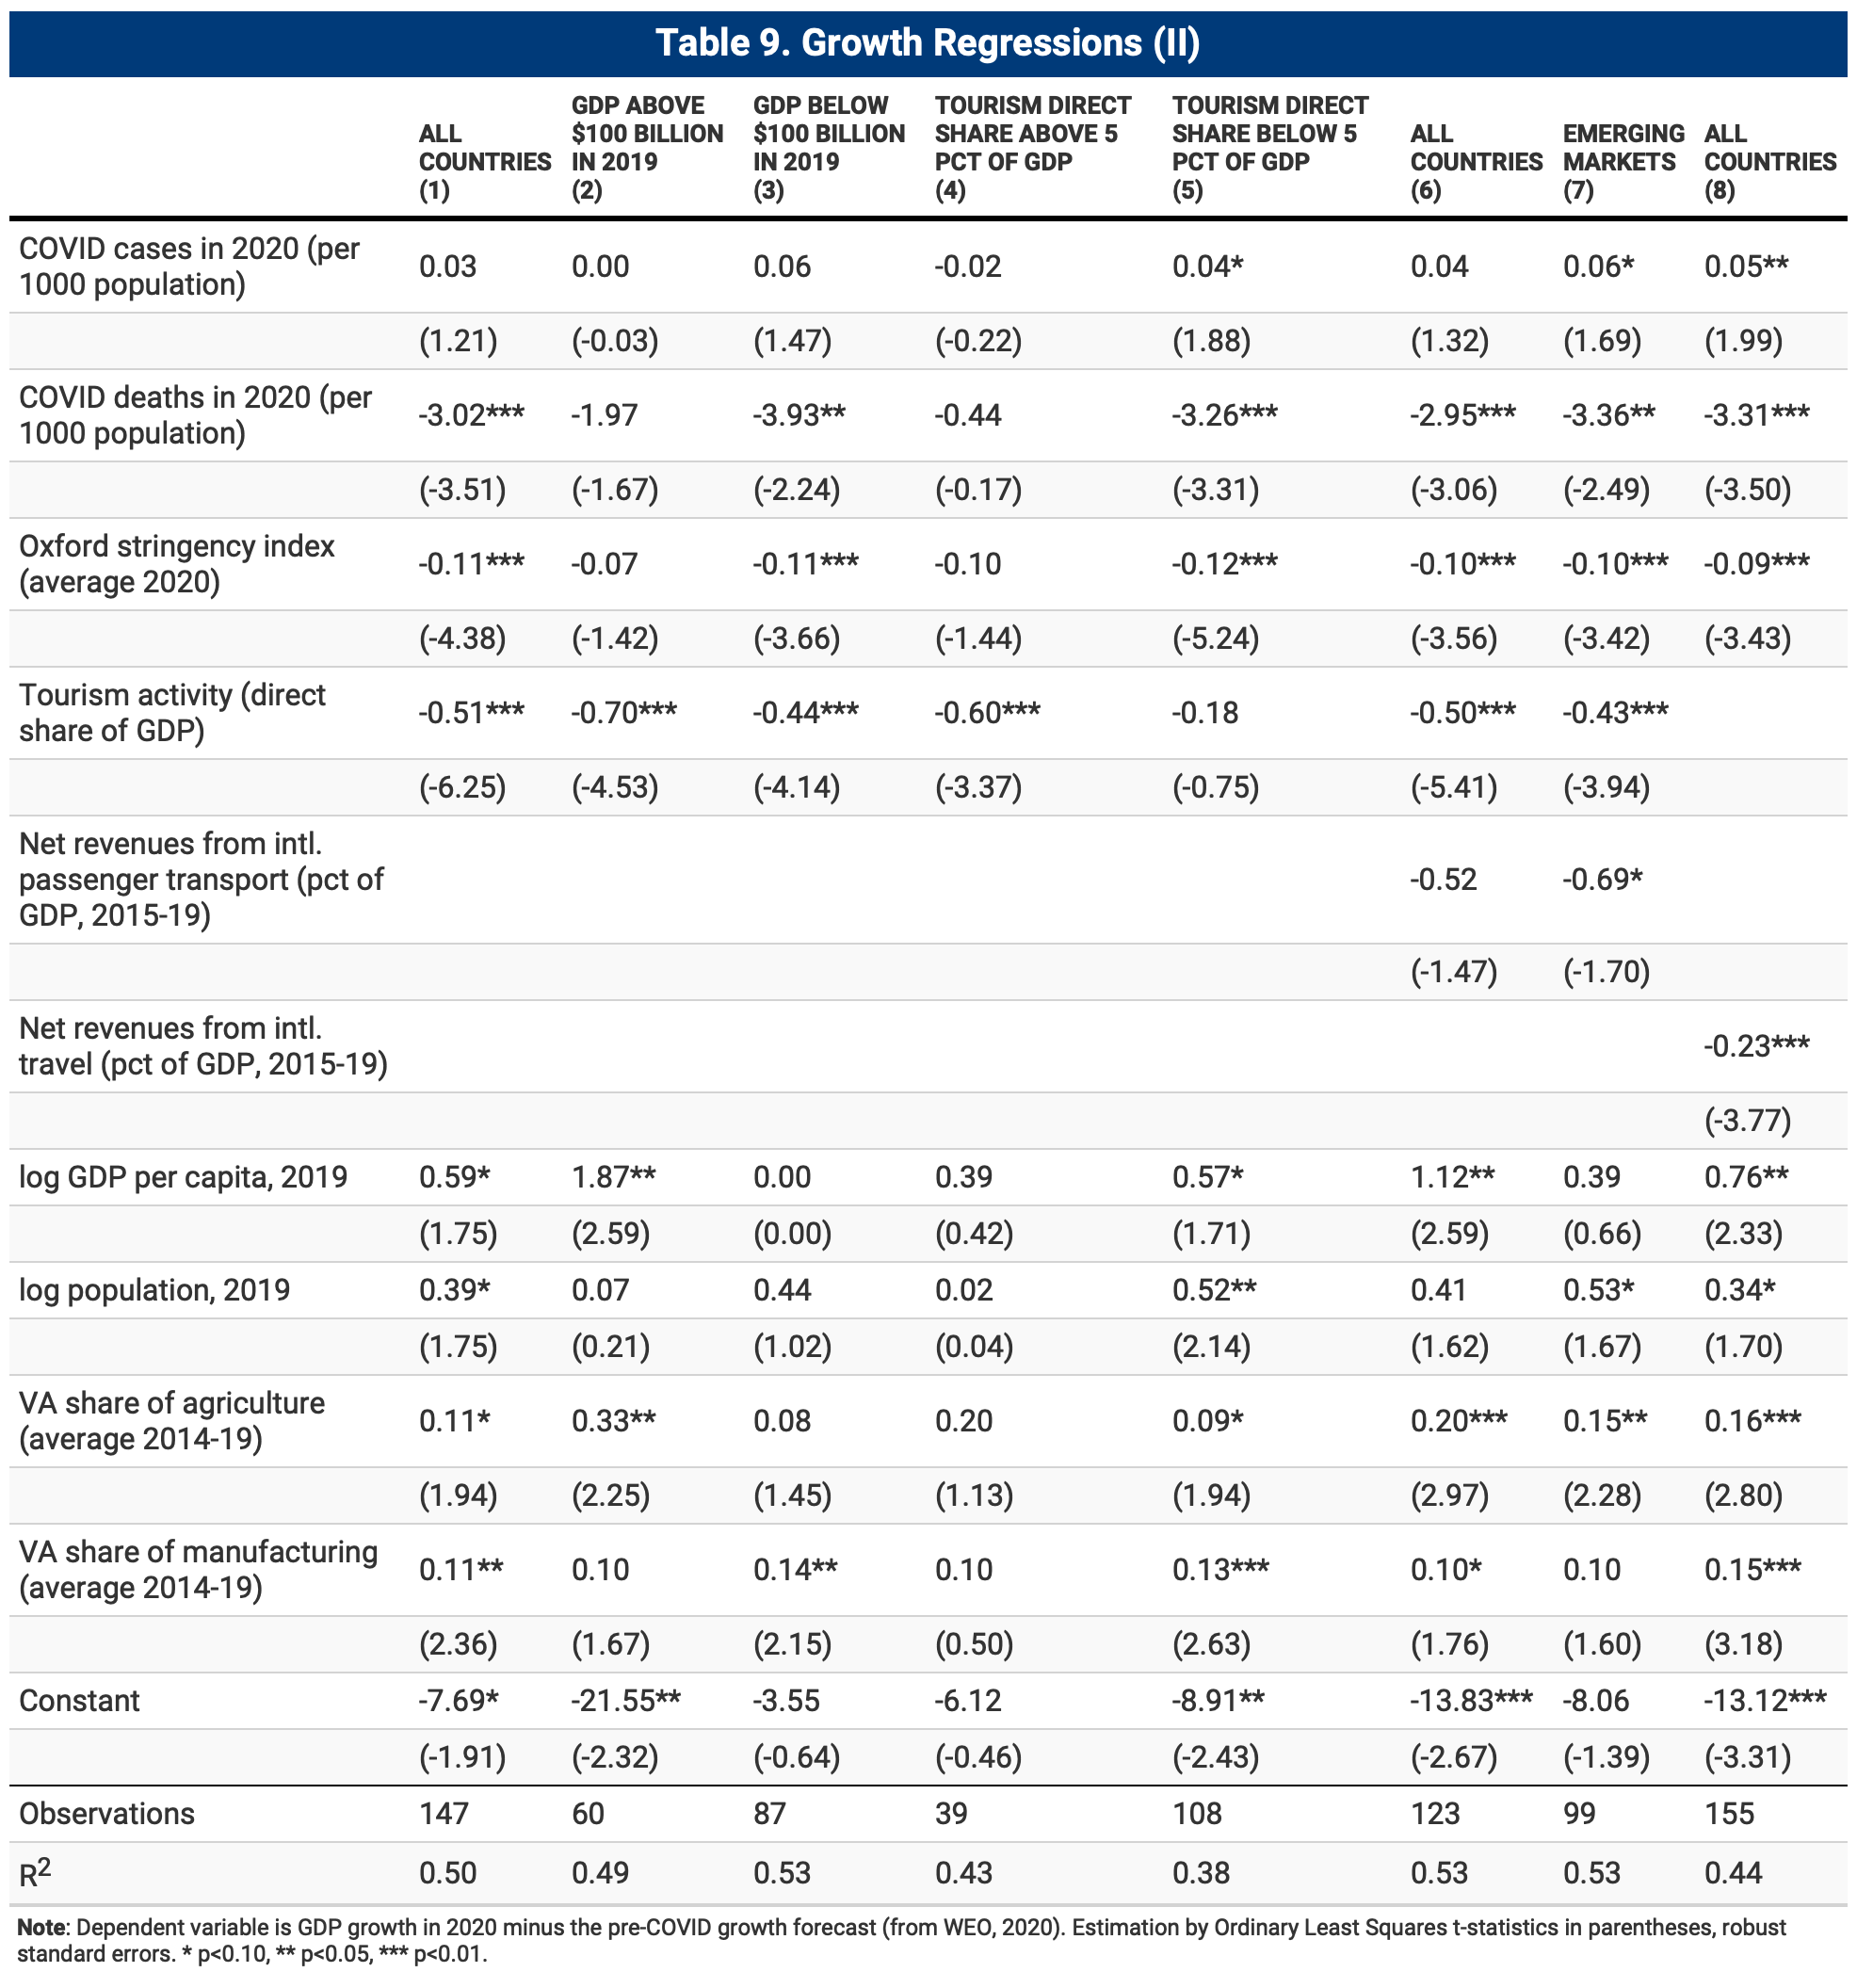 Table 9. Growth Regressions (II)
ALL COUNTRIES (1) GDP ABOVE $100 BILLION IN 2019 (2) GDP BELOW $100 BILLION IN 2019 (3) TOURISM DIRECT SHARE ABOVE 5 PCT OF GDP (4) TOURISM DIRECT SHARE BELOW 5 PCT OF GDP (5) ALL COUNTRIES (6) EMERGING MARKETS (7) ALL COUNTRIES (8)
COVID cases in 2020 (per 1000 population) 0.03 0.00 0.06 -0.02 0.04* 0.04 0.06* 0.05**
(1.21) (-0.03) (1.47) (-0.22) (1.88) (1.32) (1.69) (1.99)
COVID deaths in 2020 (per 1000 population) -3.02*** -1.97 -3.93** -0.44 -3.26*** -2.95*** -3.36** -3.31***
(-3.51) (-1.67) (-2.24) (-0.17) (-3.31) (-3.06) (-2.49) (-3.50)
Oxford stringency index (average 2020) -0.11*** -0.07 -0.11*** -0.10 -0.12*** -0.10*** -0.10*** -0.09***
(-4.38) (-1.42) (-3.66) (-1.44) (-5.24) (-3.56) (-3.42) (-3.43)
Tourism activity (direct share of GDP) -0.51*** -0.70*** -0.44*** -0.60*** -0.18 -0.50*** -0.43***
(-6.25) (-4.53) (-4.14) (-3.37) (-0.75) (-5.41) (-3.94)
Net revenues from intl. passenger transport (pct of GDP, 2015-19) -0.52 -0.69*
(-1.47) (-1.70)
Net revenues from intl. travel (pct of GDP, 2015-19) -0.23***
(-3.77)
log GDP per capita, 2019 0.59* 1.87** 0.00 0.39 0.57* 1.12** 0.39 0.76**
(1.75) (2.59) (0.00) (0.42) (1.71) (2.59) (0.66) (2.33)
log population, 2019 0.39* 0.07 0.44 0.02 0.52** 0.41 0.53* 0.34*
(1.75) (0.21) (1.02) (0.04) (2.14) (1.62) (1.67) (1.70)
VA share of agriculture (average 2014-19) 0.11* 0.33** 0.08 0.20 0.09* 0.20*** 0.15** 0.16***
(1.94) (2.25) (1.45) (1.13) (1.94) (2.97) (2.28) (2.80)
VA share of manufacturing (average 2014-19) 0.11** 0.10 0.14** 0.10 0.13*** 0.10* 0.10 0.15***
(2.36) (1.67) (2.15) (0.50) (2.63) (1.76) (1.60) (3.18)
Constant -7.69* -21.55** -3.55 -6.12 -8.91** -13.83*** -8.06 -13.12***
(-1.91) (-2.32) (-0.64) (-0.46) (-2.43) (-2.67) (-1.39) (-3.31)
Observations 147 60 87 39 108 123 99 155
R2 0.50 0.49 0.53 0.43 0.38 0.53 0.53 0.44
Note: Dependent variable is GDP growth in 2020 minus the pre-COVID growth forecast (from WEO, 2020). Estimation by Ordinary Least Squares t-statistics in parentheses, robust
standard errors. * p<0.10, ** p<0.05, *** p<0.01.